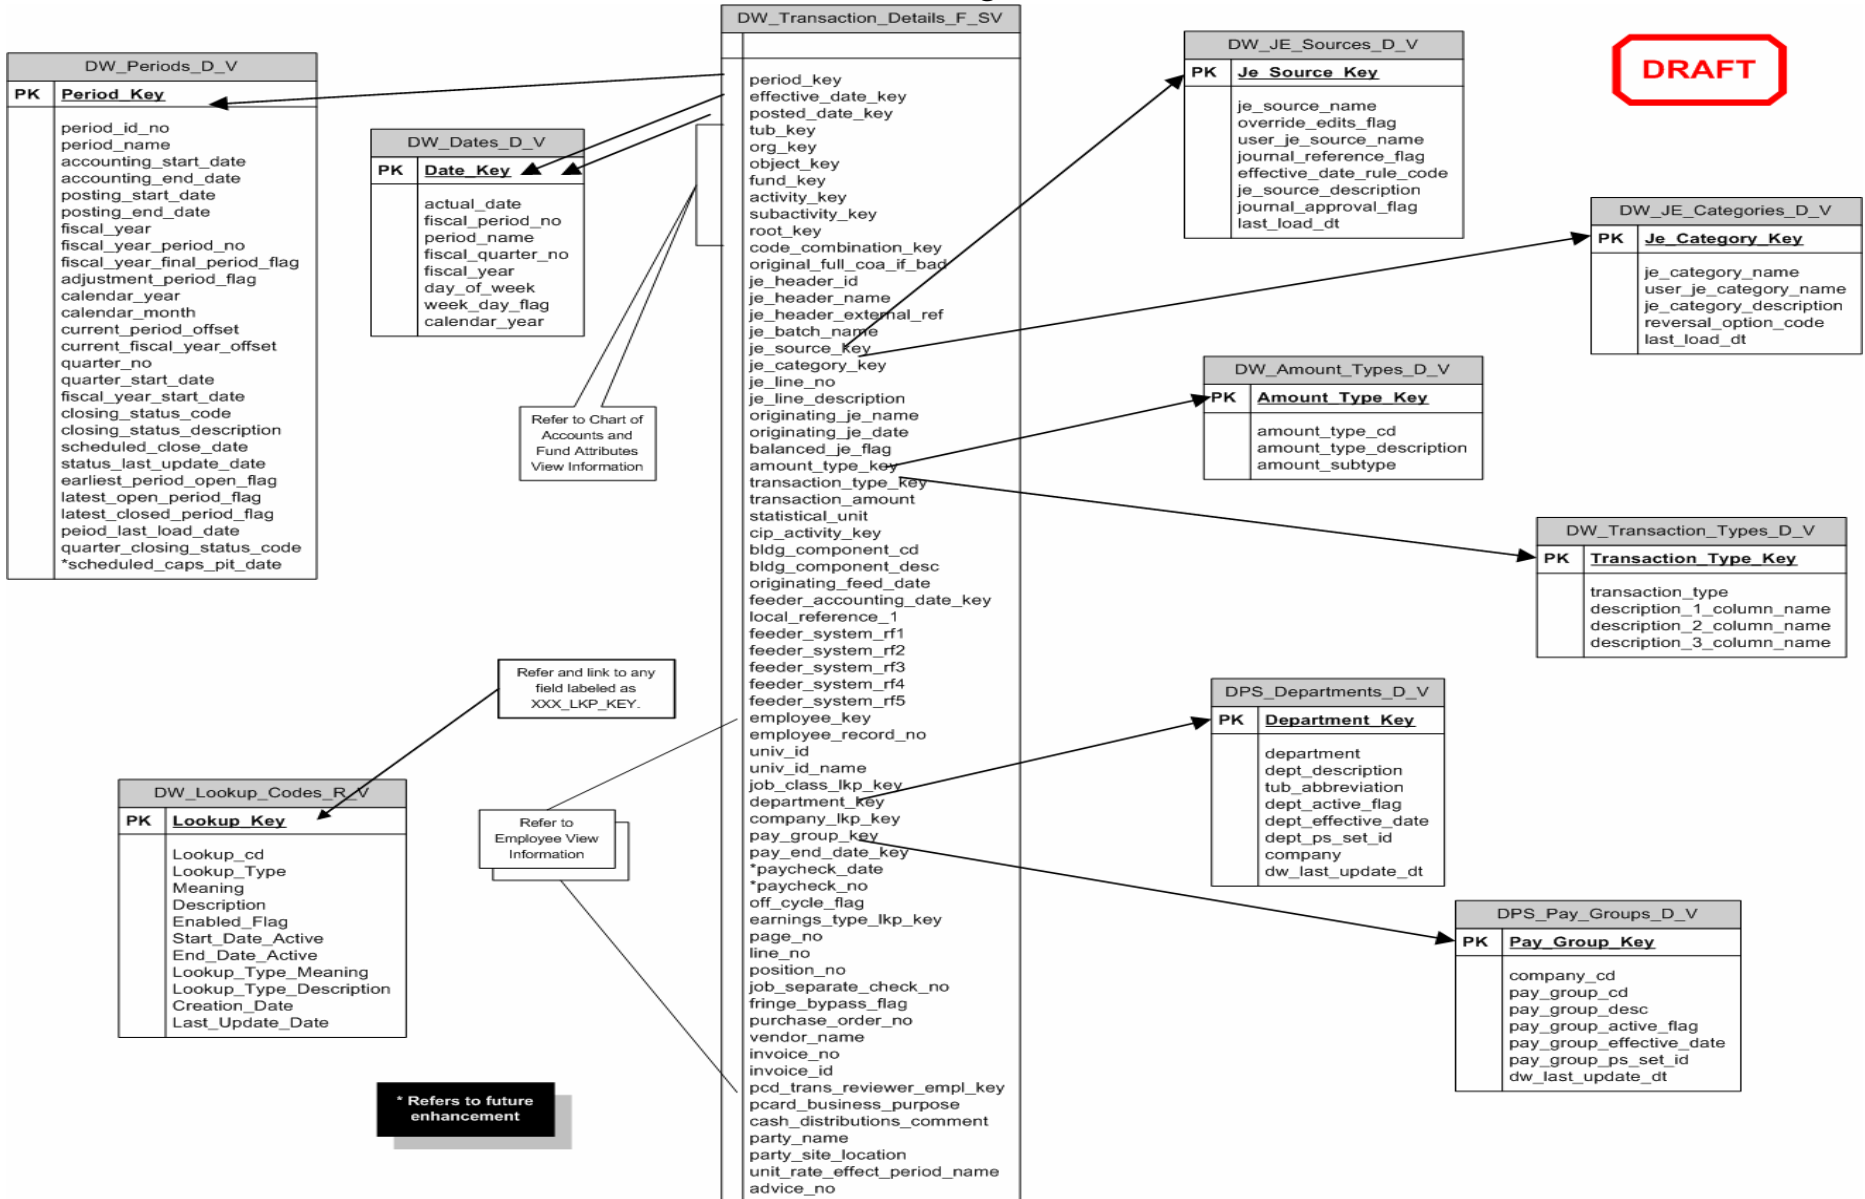 DW_Transaction_Details_F_SV
period_key
effective_date_key
posted_date_key
tub_key
org_key
object_key
fund_key
activity_key
subactivity_key
root_key
code_combination_key
original_full_coa_if_bad
je_header_id
je_header_name
je_header_external_ref
je_batch_name
je_source_key
je_category_key
je_line_no
je_line_description
originating_je_name
originating_je_date
balanced_je_flag
amount_type_key
transaction_type_key
transaction_amount
statistical_unit
cip_activity_key
bldg_component_cd
bldg_component_desc
originating_feed_date
feeder_accounting_date_key
local_reference_1
feeder_system_rf1
feeder_system_rf2
feeder_system_rf3
feeder_system_rf4
feeder_system_rf5
employee_key
employee_record_no
univ_id
univ_id_name
job_class_lkp_key
department_key
company_lkp_key
pay_group_key
pay_end_date_key
*paycheck_date
*paycheck_no
off_cycle_flag
earnings_type_lkp_key
page_no
line_no
position_no
job_separate_check_no
fringe_bypass_flag
purchase_order_no
vendor_name
invoice_no
invoice_id
pcd_trans_reviewer_empl_key
pcard_business_purpose
cash_distributions_comment
party_name
party_site_location
unit_rate_effect_period_name
advice_no
DW_Periods_D_V
PK Period_Key
period_id_no
period_name
accounting_start_date
accounting_end_date
posting_start_date
posting_end_date
fiscal_year
fiscal_year_period_no
fiscal_year_final_period_flag
adjustment_period_flag
calendar_year
calendar_month
current_period_offset
current_fiscal_year_offset
quarter_no
quarter_start_date
fiscal_year_start_date
closing_status_code
closing_status_description
scheduled_close_date
status_last_update_date
earliest_period_open_flag
latest_open_period_flag
latest_closed_period_flag
peiod_last_load_date
quarter_closing_status_code
*scheduled_caps_pit_date
DW_Dates_D_V
PK Date_Key
actual_date
fiscal_period_no
period_name
fiscal_quarter_no
fiscal_year
day_of_week
week_day_flag
calendar_year
Refer to Chart of
Accounts and
Fund Attributes
View Information
Refer and link to any
field labeled as
XXX_LKP_KEY.
DW_Lookup_Codes_R_V
PK Lookup_Key
Lookup_cd
Lookup_Type
Meaning
Description
Enabled_Flag
Start_Date_Active
End_Date_Active
Lookup_Type_Meaning
Lookup_Type_Description
Creation_Date
Last_Update_Date
Refer to
Employee View
Information
* Refers to future
enhancement
DW_JE_Sources_D_V
PK Je_Source_Key
je_source_name
override_edits_flag
user_je_source_name
journal_reference_flag
effective_date_rule_code
je_source_description
journal_approval_flag
last_load_dt
DRAFT
DW_JE_Categories_D_V
PK Je_Category_Key
je_category_name
user_je_category_name
je_category_description
reversal_option_code
last_load_dt
DW_Amount_Types_D_V
PK Amount_Type_Key
amount_type_cd
amount_type_description
amount_subtype
DW_Transaction_Types_D_V
PK Transaction_Type_Key
transaction_type
description_1_column_name
description_2_column_name
description_3_column_name
DPS_Departments_D_V
PK Department_Key
department
dept_description
tub_abbreviation
dept_active_flag
dept_effective_date
dept_ps_set_id
company
dw_last_update_dt
DPS_Pay_Groups_D_V
PK Pay_Group_Key
company_cd
pay_group_cd
pay_group_desc
pay_group_active_flag
pay_group_effective_date
pay_group_ps_set_id
dw_last_update_dt